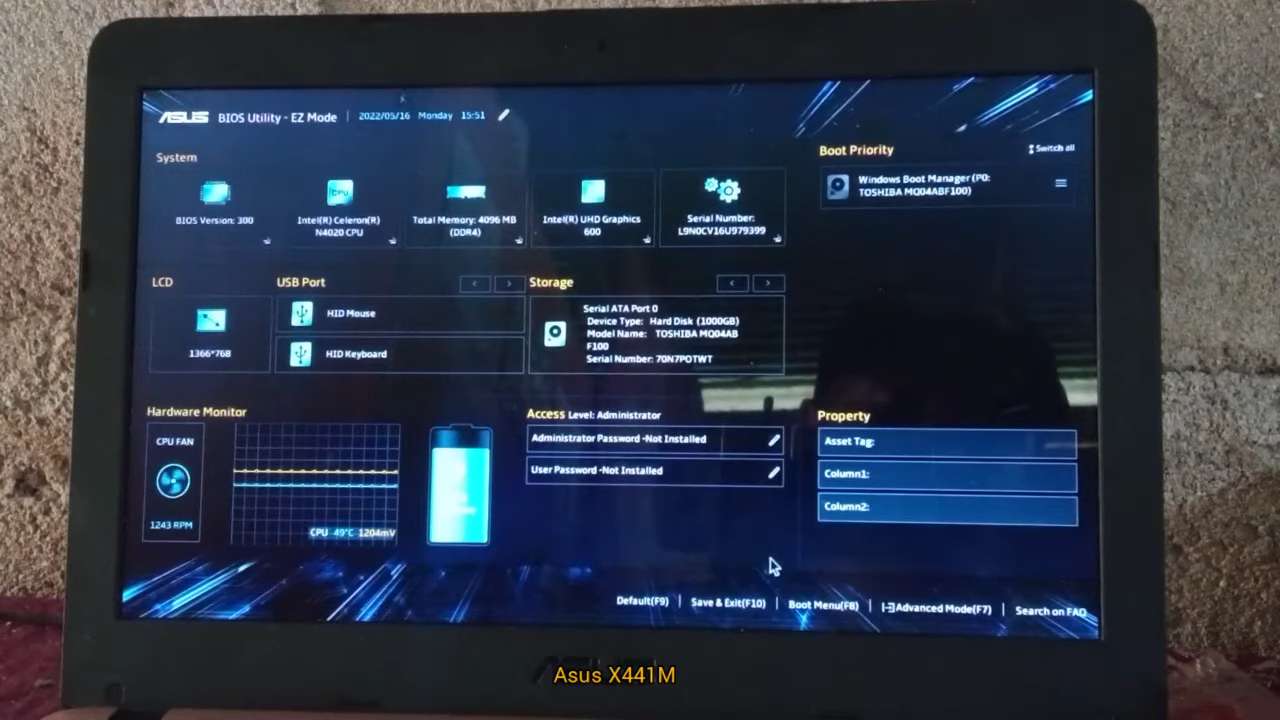 ASUS BIOS Utility - EZ Mode 2022/05/16 Monday 15:51
System
BIOS Version: 300
Intel(R) Celeron(R)
N4020 CPU
CPU
Total Memory: 4096 MB
(DDR4)
Intel(R) UHD Graphics
600
Serial Number:
L9N0CV16U979399
Boot Priority
Switch all
Windows Boot Manager (P0:
TOSHIBA MQ04ABF100)
LCD
1366*768
USB Port
< >
HID Mouse
HID Keyboard
Storage
< >
Serial ATA Port 0
Device Type: Hard Disk (1000GB)
Model Name: TOSHIBA MQ04AB
F100
Serial Number: 70N7POTWT
Hardware Monitor
CPU FAN
1243 RPM
CPU 49°C 1204mV
Access Level: Administrator
Administrator Password -Not Installed
User Password -Not Installed
Property
Asset Tag:
Column1:
Column2:
Default(F9) | Save & Exit(F10) | Boot Menu(F8) | Advanced Mode(F7) | Search on FAQ
Asus X441M